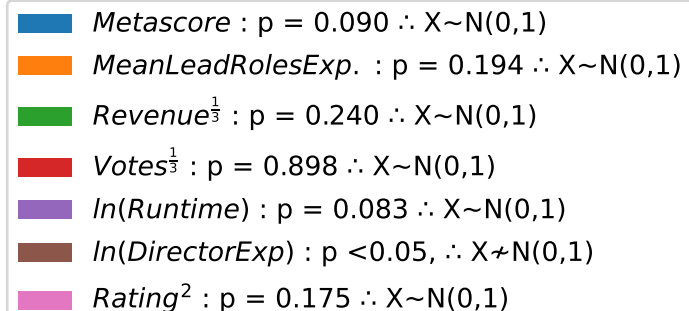 Metascore : p = 0.090 ∴ X~N(0,1)
MeanLeadRolesExp. : p = 0.194 ∴ X~N(0,1)
Revenue^{1/3} : p = 0.240 ∴ X~N(0,1)
Votes^{1/3} : p = 0.898 ∴ X~N(0,1)
ln(Runtime) : p = 0.083 ∴ X~N(0,1)
ln(DirectorExp) : p <0.05, ∴ X≁N(0,1)
Rating² : p = 0.175 ∴ X~N(0,1)